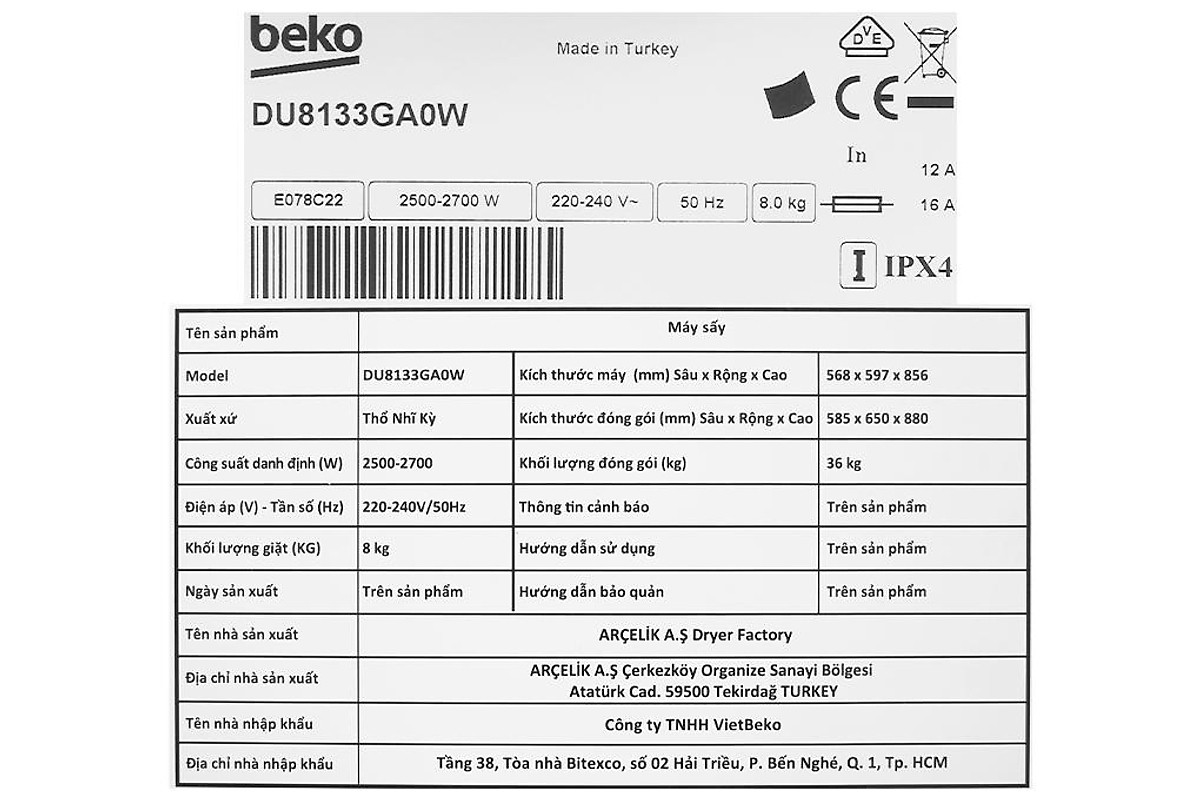 beko
Made in Turkey
DVE
CE
DU8133GA0W
In
12 A
E078C22 2500-2700 W 220-240 V~ 50 Hz 8.0 kg 16 A
I IPX4
Tên sản phẩm Máy sấy
Model DU8133GA0W Kích thước máy (mm) Sâu x Rộng x Cao 568 x 597 x 856
Xuất xứ Thổ Nhĩ Kỳ Kích thước đóng gói (mm) Sâu x Rộng x Cao 585 x 650 x 880
Công suất danh định (W) 2500-2700 Khối lượng đóng gói (kg) 36 kg
Điện áp (V) - Tần số (Hz) 220-240V/50Hz Thông tin cảnh báo Trên sản phẩm
Khối lượng giặt (KG) 8 kg Hướng dẫn sử dụng Trên sản phẩm
Ngày sản xuất Trên sản phẩm Hướng dẫn bảo quản Trên sản phẩm
Tên nhà sản xuất ARÇELİK A.Ş Dryer Factory
Địa chỉ nhà sản xuất ARÇELİK A.Ş Çerkezköy Organize Sanayi Bölgesi
Atatürk Cad. 59500 Tekirdağ TURKEY
Tên nhà nhập khẩu Công ty TNHH VietBeko
Địa chỉ nhà nhập khẩu Tầng 38, Tòa nhà Bitexco, số 02 Hải Triều, P. Bến Nghé, Q. 1, Tp. HCM